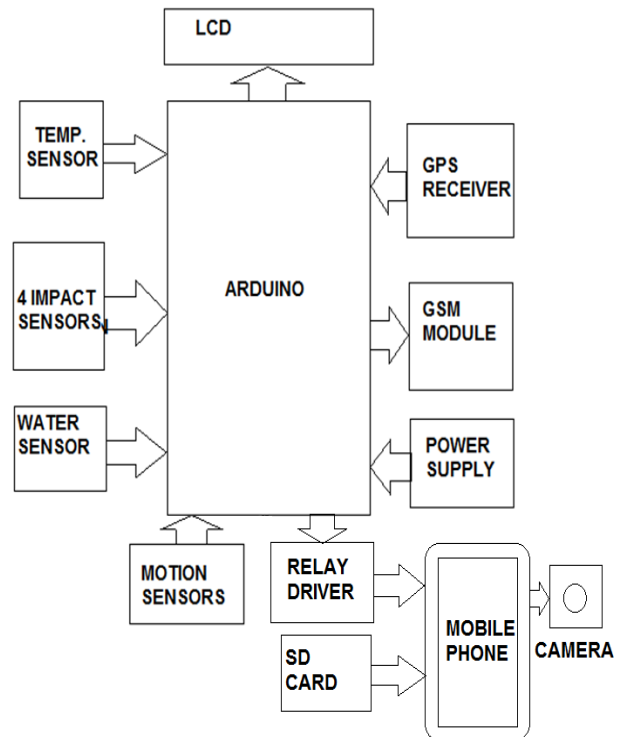 LCD
TEMP.
SENSOR
GPS
RECEIVER
4 IMPACT
SENSORS
ARDUINO
GSM
MODULE
WATER
SENSOR
POWER
SUPPLY
MOTION
SENSORS
RELAY
DRIVER
MOBILE
PHONE
CAMERA
SD
CARD